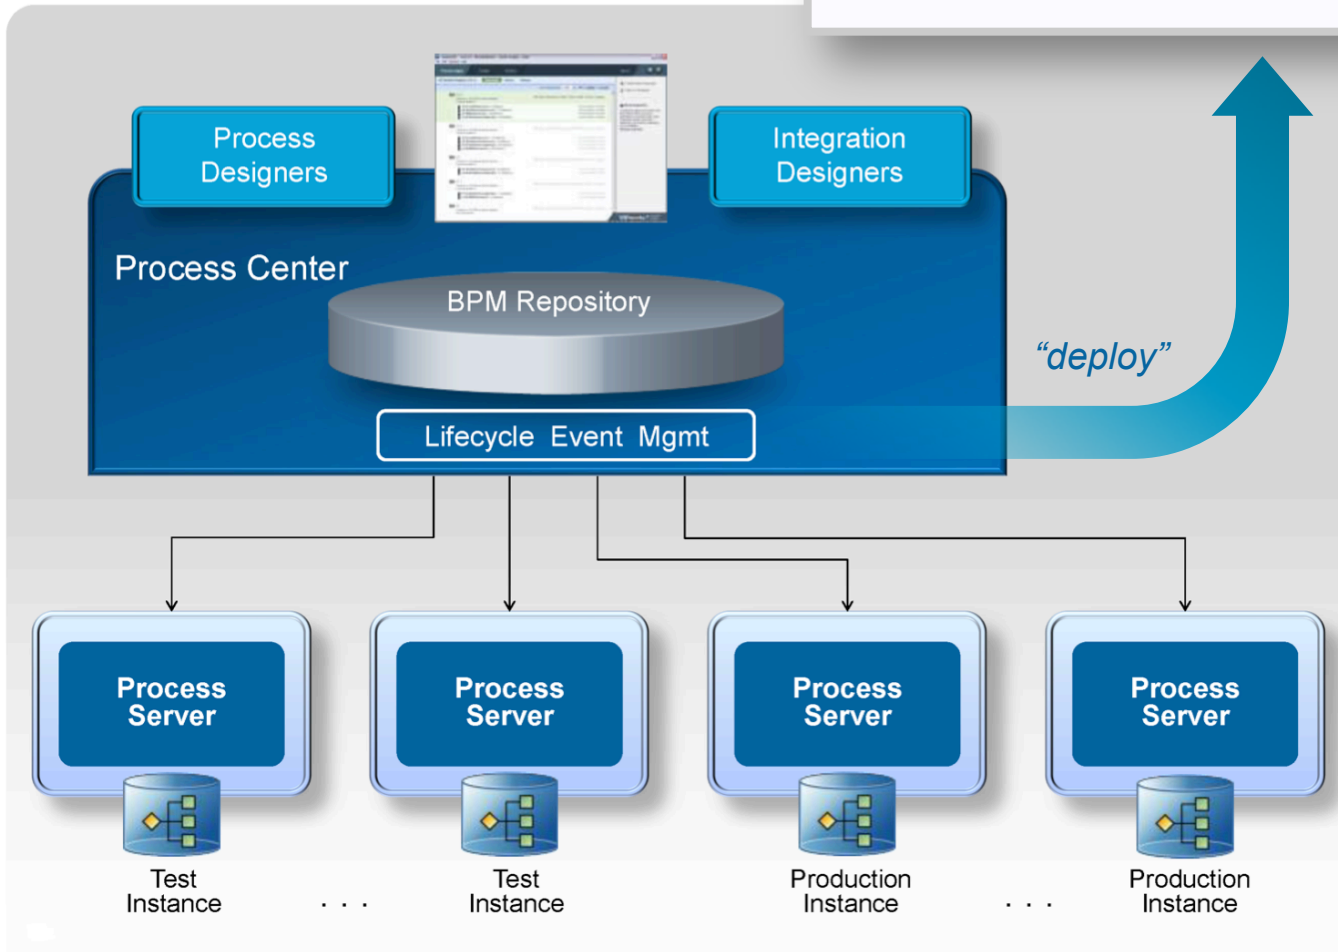 Process
Designers
Integration
Designers
Process Center
BPM Repository
“deploy”
Lifecycle Event Mgmt
Process
Server
Process
Server
Process
Server
Process
Server
Test
Instance
. . .
Test
Instance
Production
Instance
. . .
Production
Instance